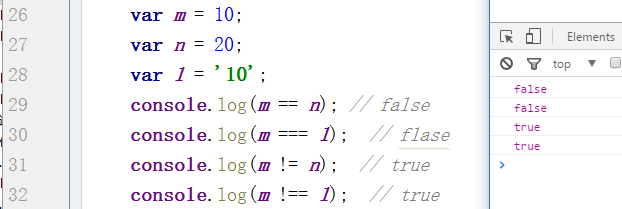 26 var m = 10;
27 var n = 20;
28 var l = '10';
29 console.log(m == n); // false
30 console.log(m === l); // flase
31 console.log(m != n); // true
32 console.log(m !== l); // true
Elements
top
false
false
true
true